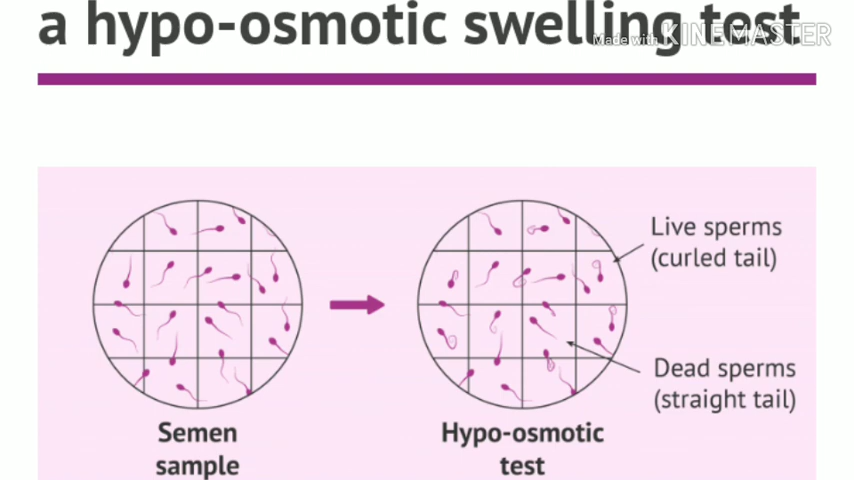 a hypo-osmotic swelling test
Made with KINEMASTER
Live sperms
(curled tail)
Dead sperms
(straight tail)
Semen
sample
Hypo-osmotic
test